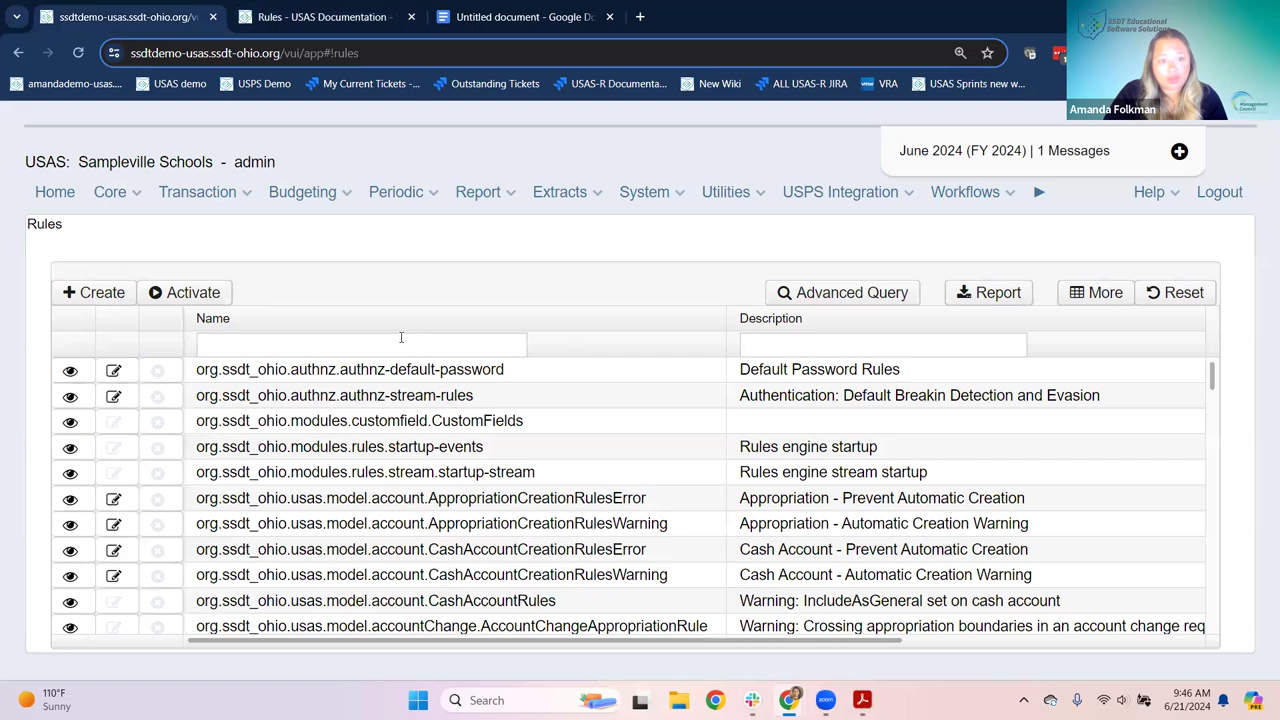 ssdtdemo-usas.ssdt-ohio.org/v
Rules - USAS Documentation -
Untitled document - Google Do
ssdtdemo-usas.ssdt-ohio.org/vui/app#!rules
amandademo-usas....
USAS demo
USPS Demo
My Current Tickets -...
Outstanding Tickets
USAS-R Documenta...
New Wiki
ALL USAS-R JIRA
VRA
USAS Sprints new w...
SSDT Educational
Software Solutions
Management
Council
Amanda Folkman
USAS: Sampleville Schools - admin
June 2024 (FY 2024) | 1 Messages
Home
Core
Transaction
Budgeting
Periodic
Report
Extracts
System
Utilities
USPS Integration
Workflows
Help
Logout
Rules
Create
Activate
Advanced Query
Report
More
Reset
Name
Description
org.ssdt_ohio.authnz.authnz-default-password
Default Password Rules
org.ssdt_ohio.authnz.authnz-stream-rules
Authentication: Default Breakin Detection and Evasion
org.ssdt_ohio.modules.customfield.CustomFields
org.ssdt_ohio.modules.rules.startup-events
Rules engine startup
org.ssdt_ohio.modules.rules.stream.startup-stream
Rules engine stream startup
org.ssdt_ohio.usas.model.account.AppropriationCreationRulesError
Appropriation - Prevent Automatic Creation
org.ssdt_ohio.usas.model.account.AppropriationCreationRulesWarning
Appropriation - Automatic Creation Warning
org.ssdt_ohio.usas.model.account.CashAccountCreationRulesError
Cash Account - Prevent Automatic Creation
org.ssdt_ohio.usas.model.account.CashAccountCreationRulesWarning
Cash Account - Automatic Creation Warning
org.ssdt_ohio.usas.model.account.CashAccountRules
Warning: IncludeAsGeneral set on cash account
org.ssdt_ohio.usas.model.accountChange.AccountChangeAppropriationRule
Warning: Crossing appropriation boundaries in an account change req
110°F
Sunny
Search
9:46 AM
6/21/2024
PRE